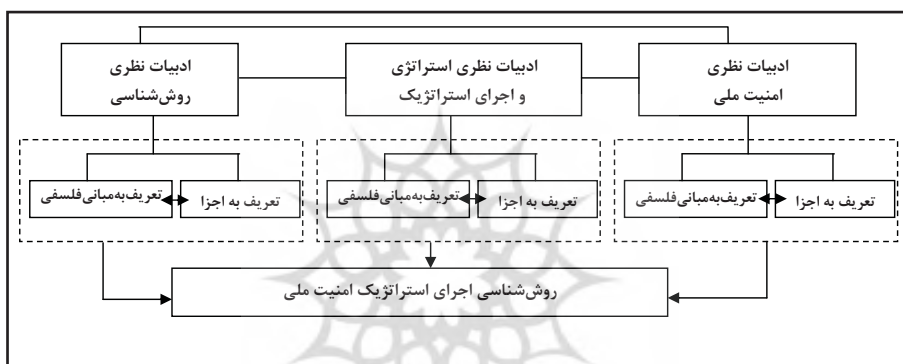 ادبیات نظری
امنیت ملی
ادبیات نظری استراتژی
و اجرای استراتژیک
ادبیات نظری
روش‌شناسی
تعریف به اجزا
تعریف‌به‌مبانی‌فلسفی
تعریف به اجزا
تعریف‌به‌مبانی‌فلسفی
تعریف به اجزا
تعریف‌به‌مبانی‌فلسفی
روش‌شناسی اجرای استراتژیک امنیت ملی